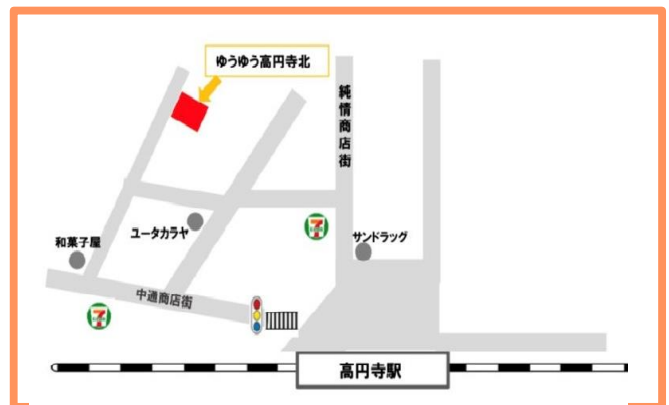 ゆうゆう高円寺北
純情商店街
ユータカラヤ
サンドラッグ
和菓子屋
中通商店街
高円寺駅